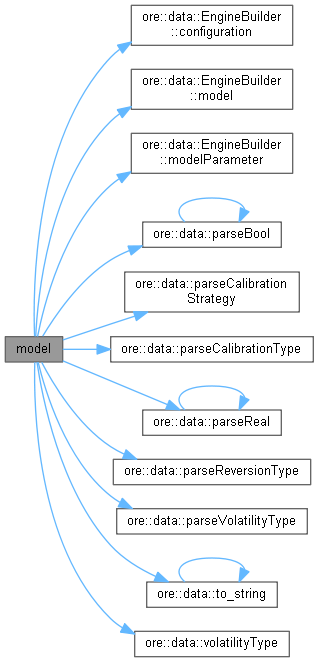 ore::data::EngineBuilder
::configuration
ore::data::EngineBuilder
::model
ore::data::EngineBuilder
::modelParameter
ore::data::parseBool
ore::data::parseCalibration
Strategy
model
ore::data::parseCalibrationType
ore::data::parseReal
ore::data::parseReversionType
ore::data::parseVolatilityType
ore::data::to_string
ore::data::volatilityType